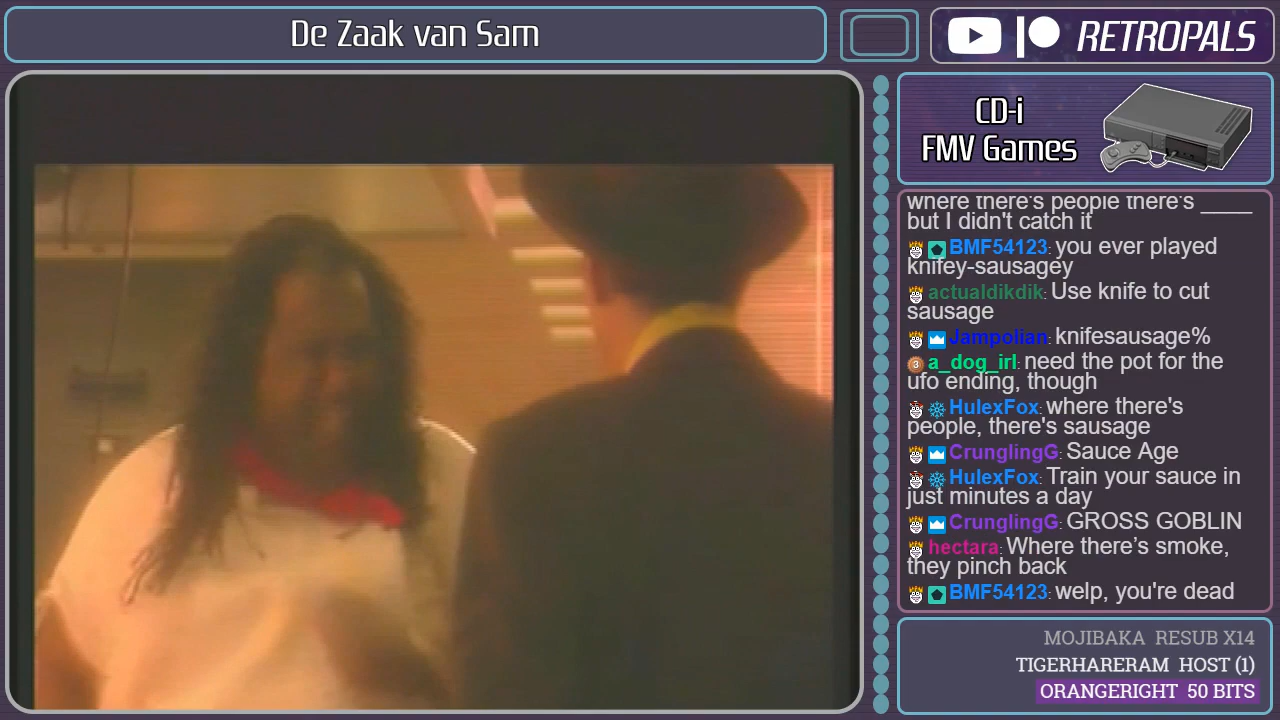 De Zaak van Sam
RETROPALS
CD-i
FMV Games
where there's people there's ____
but I didn't catch it
BMF54123: you ever played
knifey-sausagey
actualdikdik: Use knife to cut
sausage
Jampolian: knifesausage%
3 a_dog_irl: need the pot for the
ufo ending, though
HulexFox: where there's
people, there's sausage
CrunglingG: Sauce Age
HulexFox: Train your sauce in
just minutes a day
CrunglingG: GROSS GOBLIN
hectara: Where there’s smoke,
they pinch back
BMF54123: welp, you're dead
MOJIBAKA RESUB X14
TIGERHARERAM HOST (1)
ORANGERIGHT 50 BITS